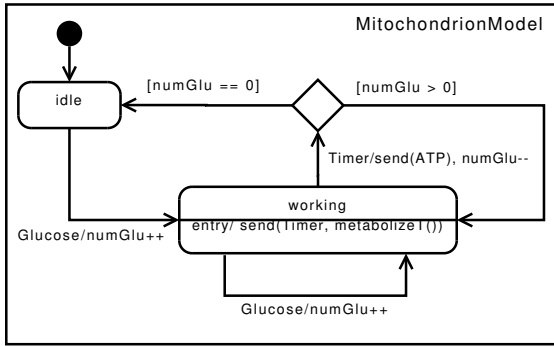 MitochondrionModel
[numGlu == 0]
[numGlu > 0]
idle
Timer/send(ATP), numGlu--
working
entry/ send(Timer, metabolizeT())
Glucose/numGlu++
Glucose/numGlu++